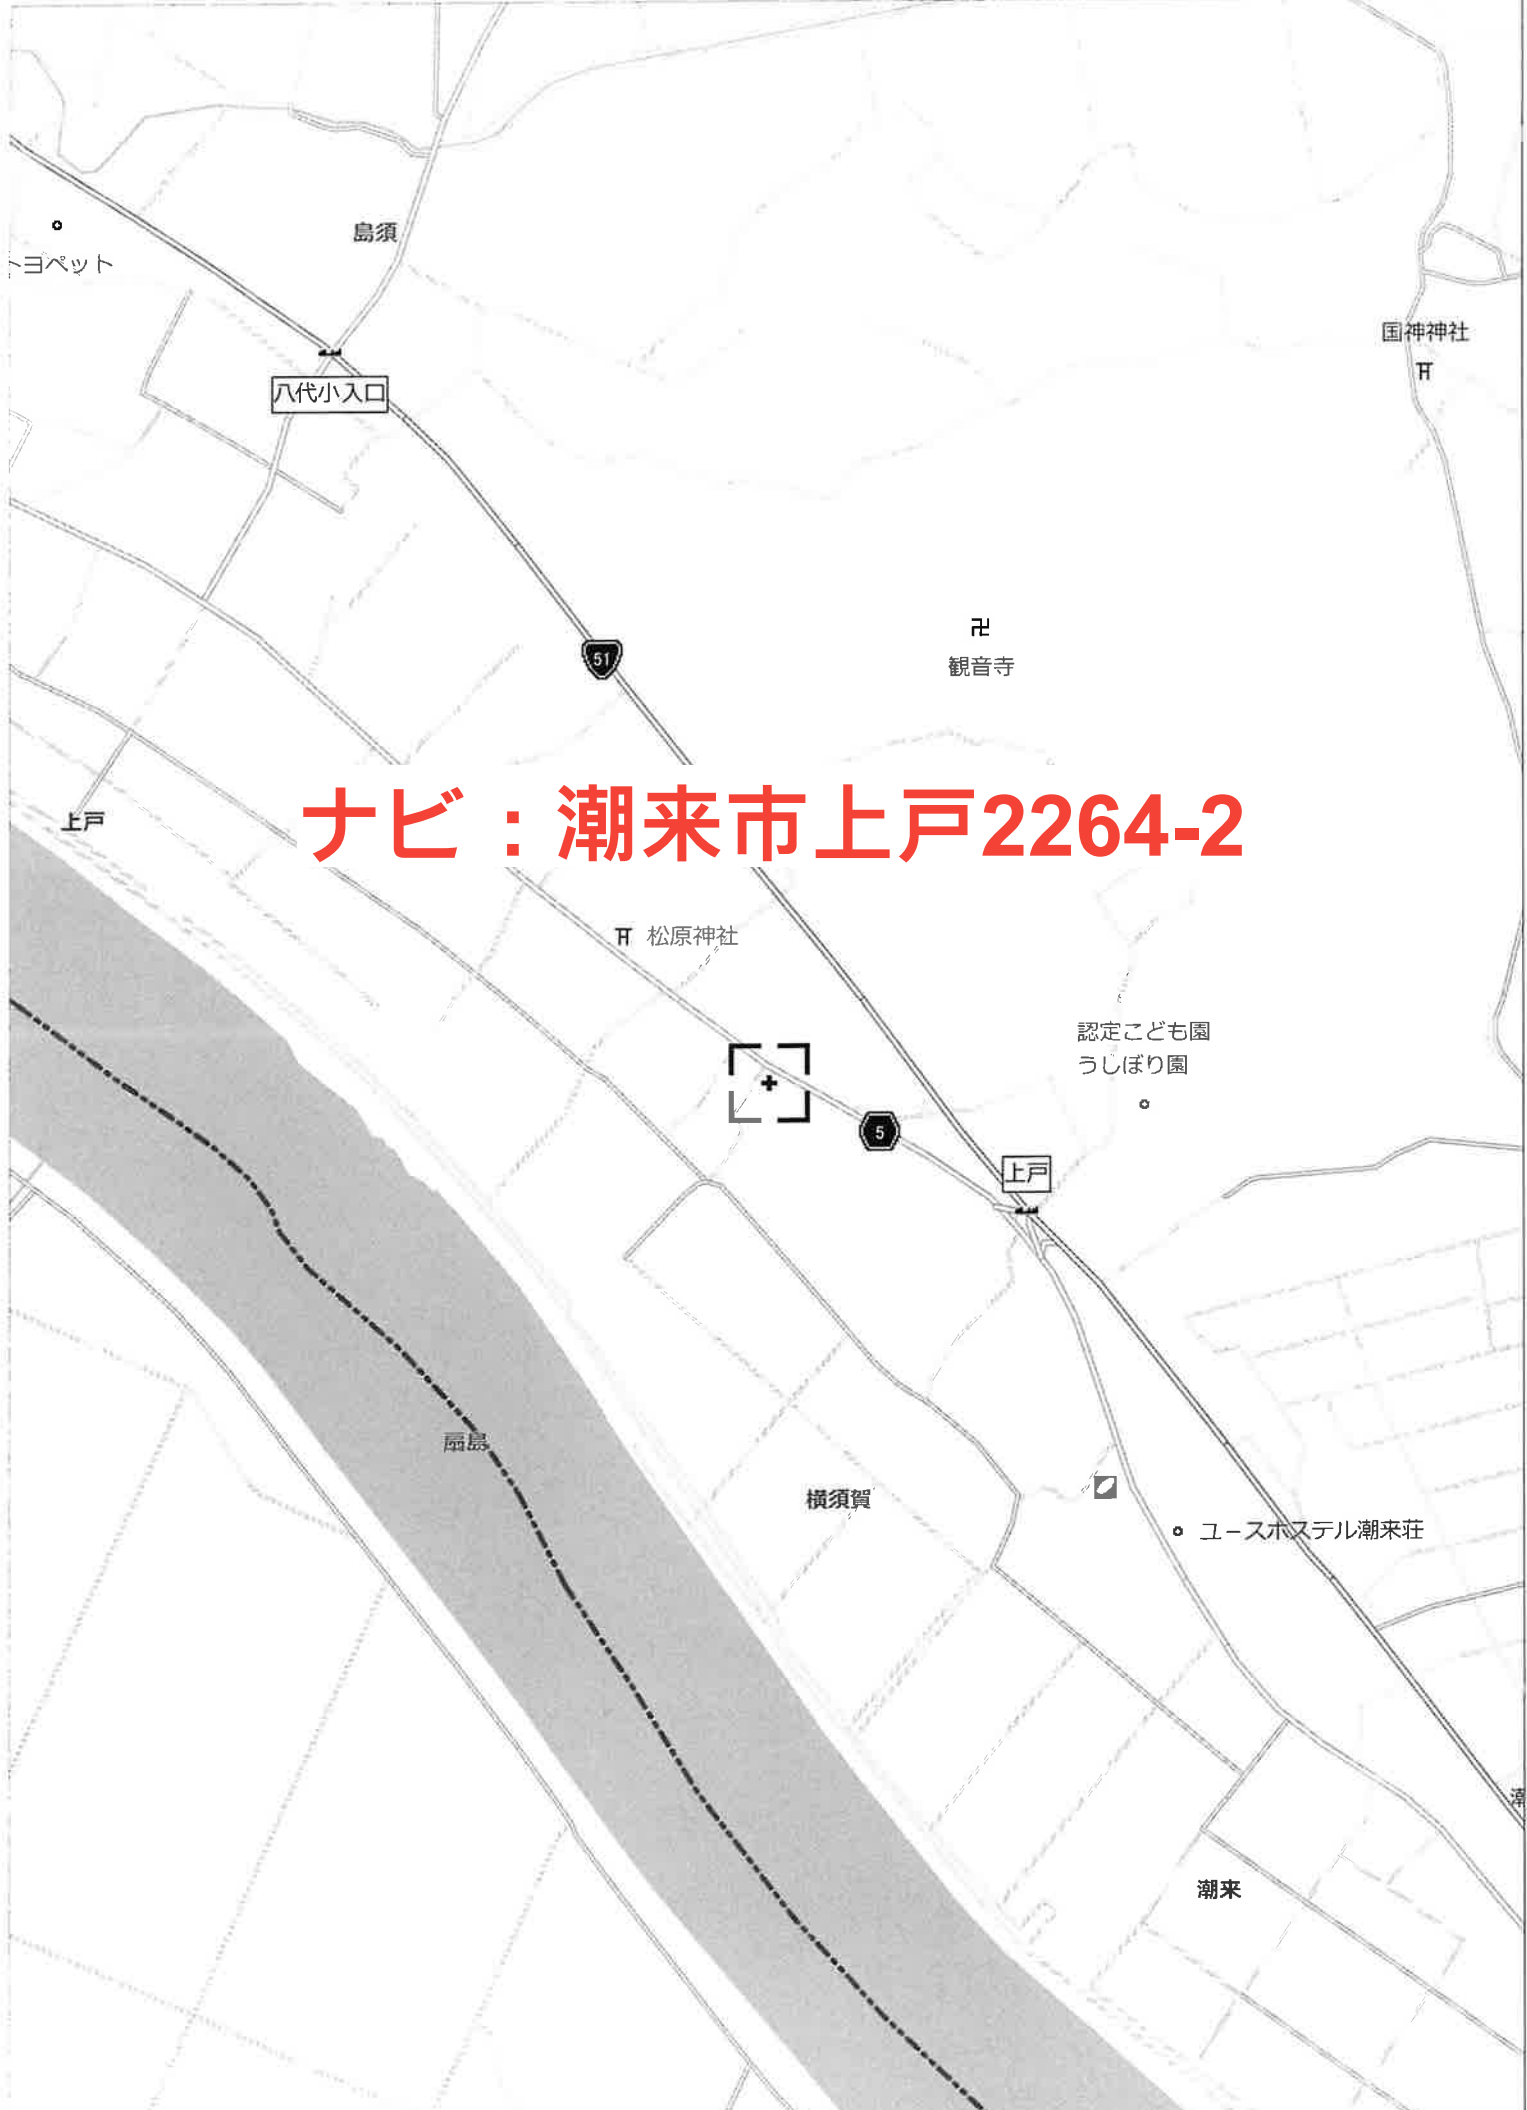 島須
トヨペット
国神神社
八代小入口
51
観音寺
上戸
ナビ：潮来市上戸2264-2
松原神社
認定こども園
うしぼり園
5
上戸
扇島
横須賀
ユースホステル潮来荘
潮来